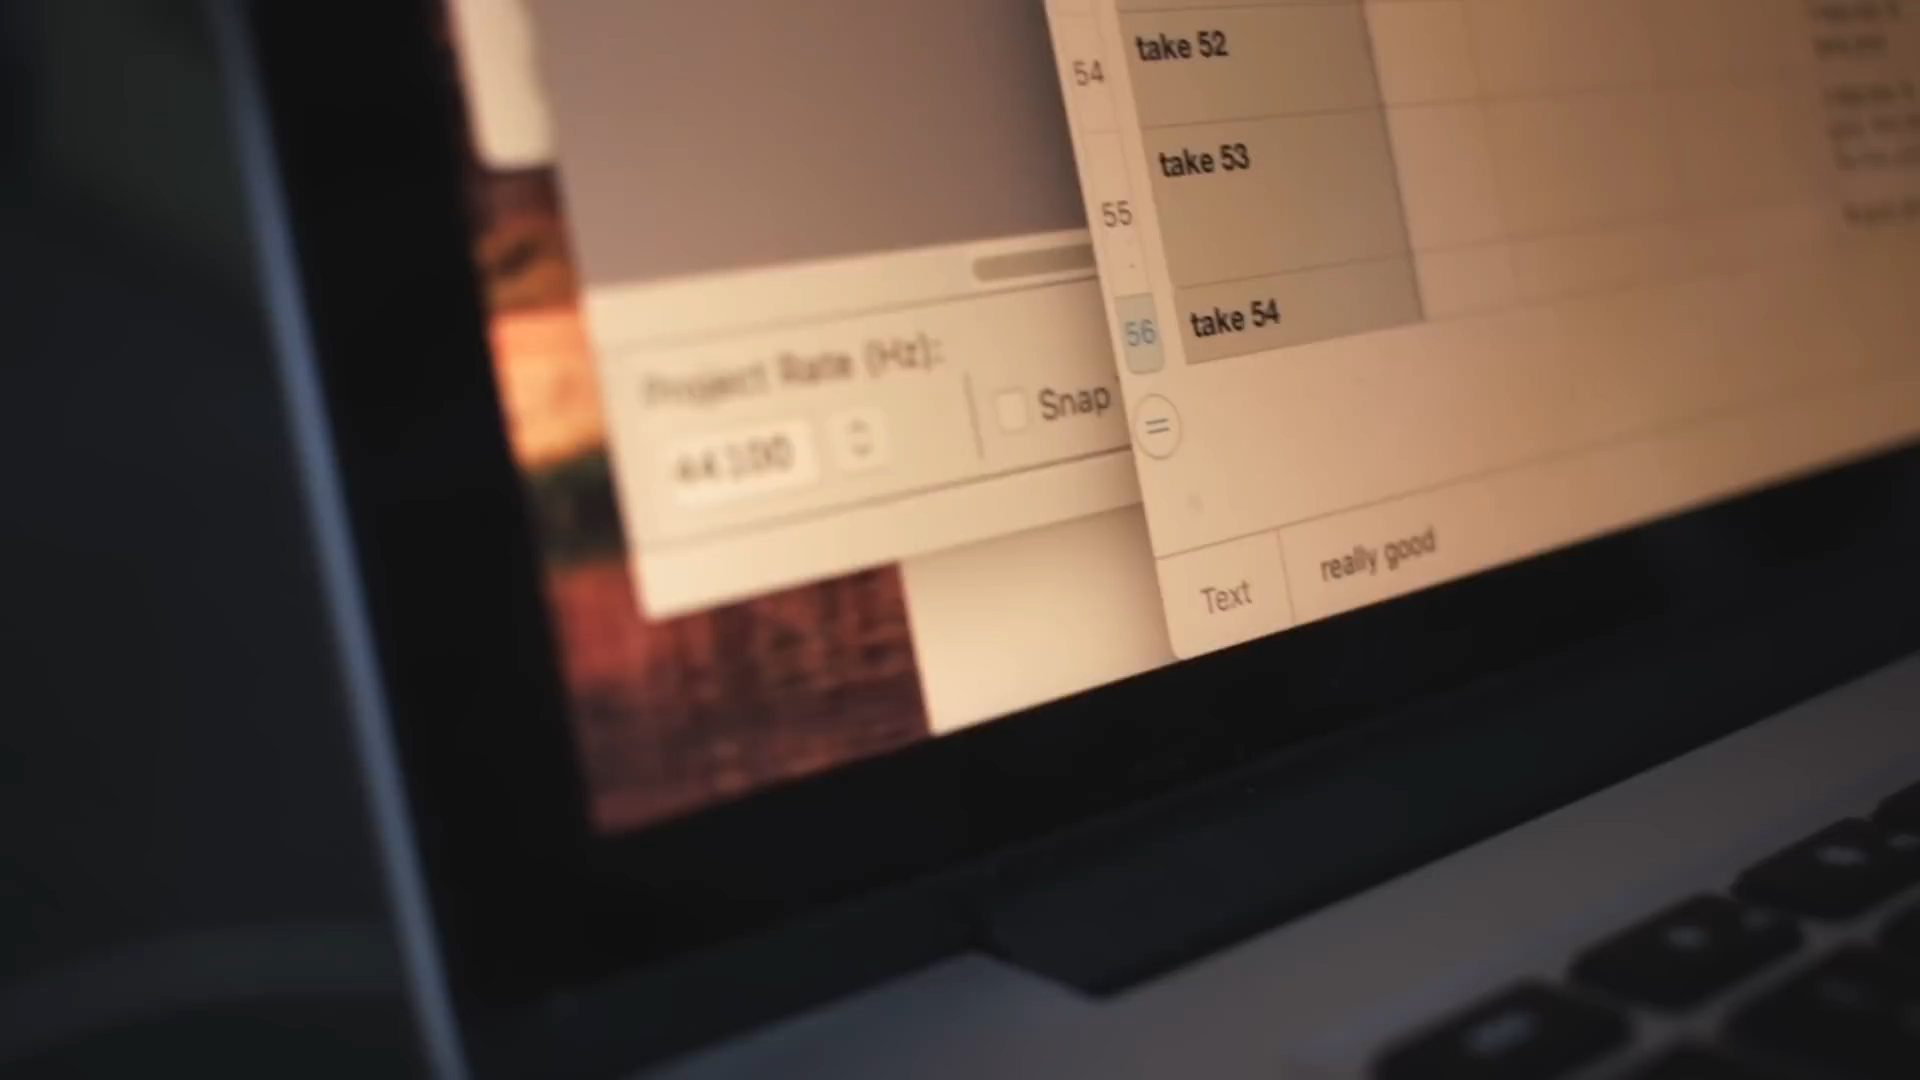 54
take 52
take 53
55
take 54
56
Project Rate (Hz):
44100
Snap
Text
really good